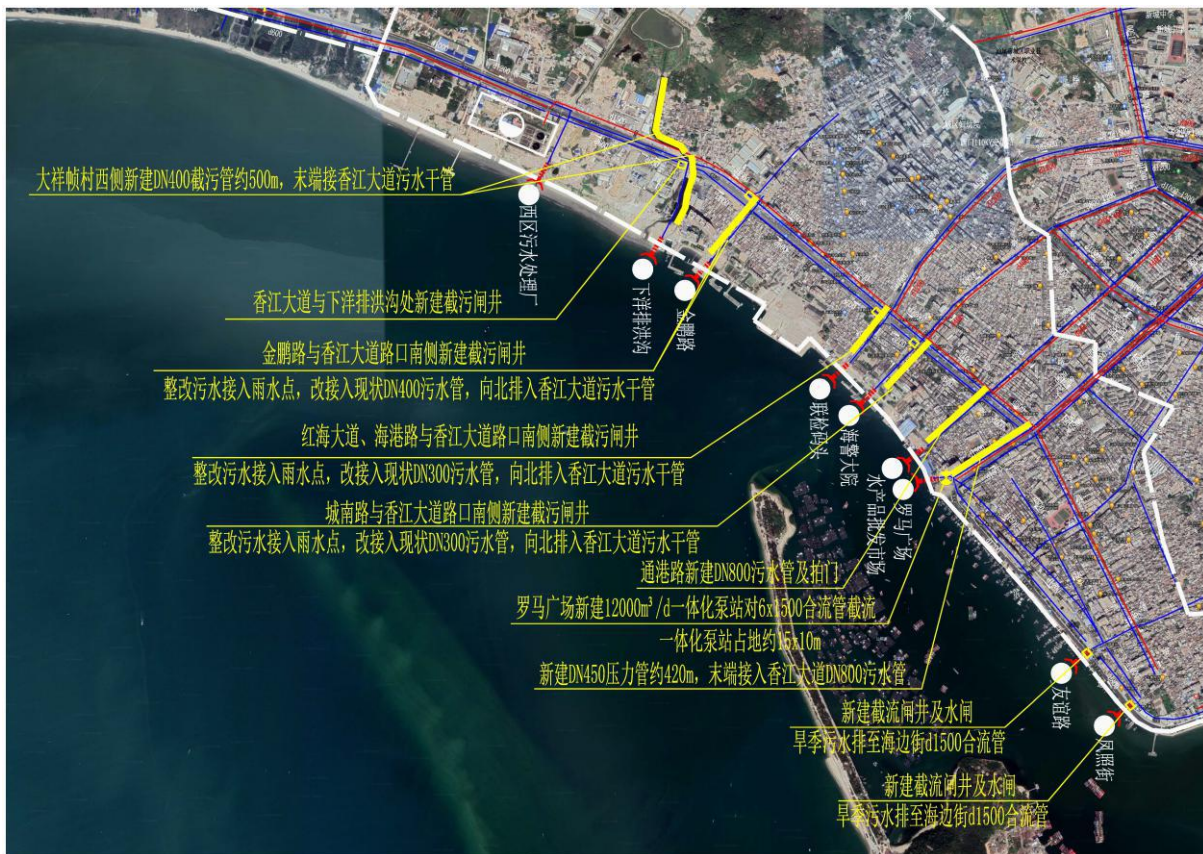 大祥帧村西侧新建DN400截污管约500m，末端接香江大道污水干管
西区污水处理厂
香江大道与下洋排洪沟处新建截污闸井
下洋排洪沟
金鹏路
金鹏路与香江大道路口南侧新建截污闸井
整改污水接入雨水点，改接入现状DN400污水管，向北排入香江大道污水干管
联检码头
海警大院
红海大道、海港路与香江大道路口南侧新建截污闸井
整改污水接入雨水点，改接入现状DN300污水管，向北排入香江大道污水干管
水产品批发市场
罗马广场
城南路与香江大道路口南侧新建截污闸井
整改污水接入雨水点，改接入现状DN300污水管，向北排入香江大道污水干管
通港路新建DN800污水管及拍门
罗马广场新建12000m³/d一体化泵站对6x1500合流管截流
一体化泵站占地约15x10m
新建DN450压力管约420m，末端接入香江大道DN800污水管
友谊路
新建截流闸井及水闸
旱季污水排至海边街d1500合流管
凤照街
新建截流闸井及水闸
旱季污水排至海边街d1500合流管